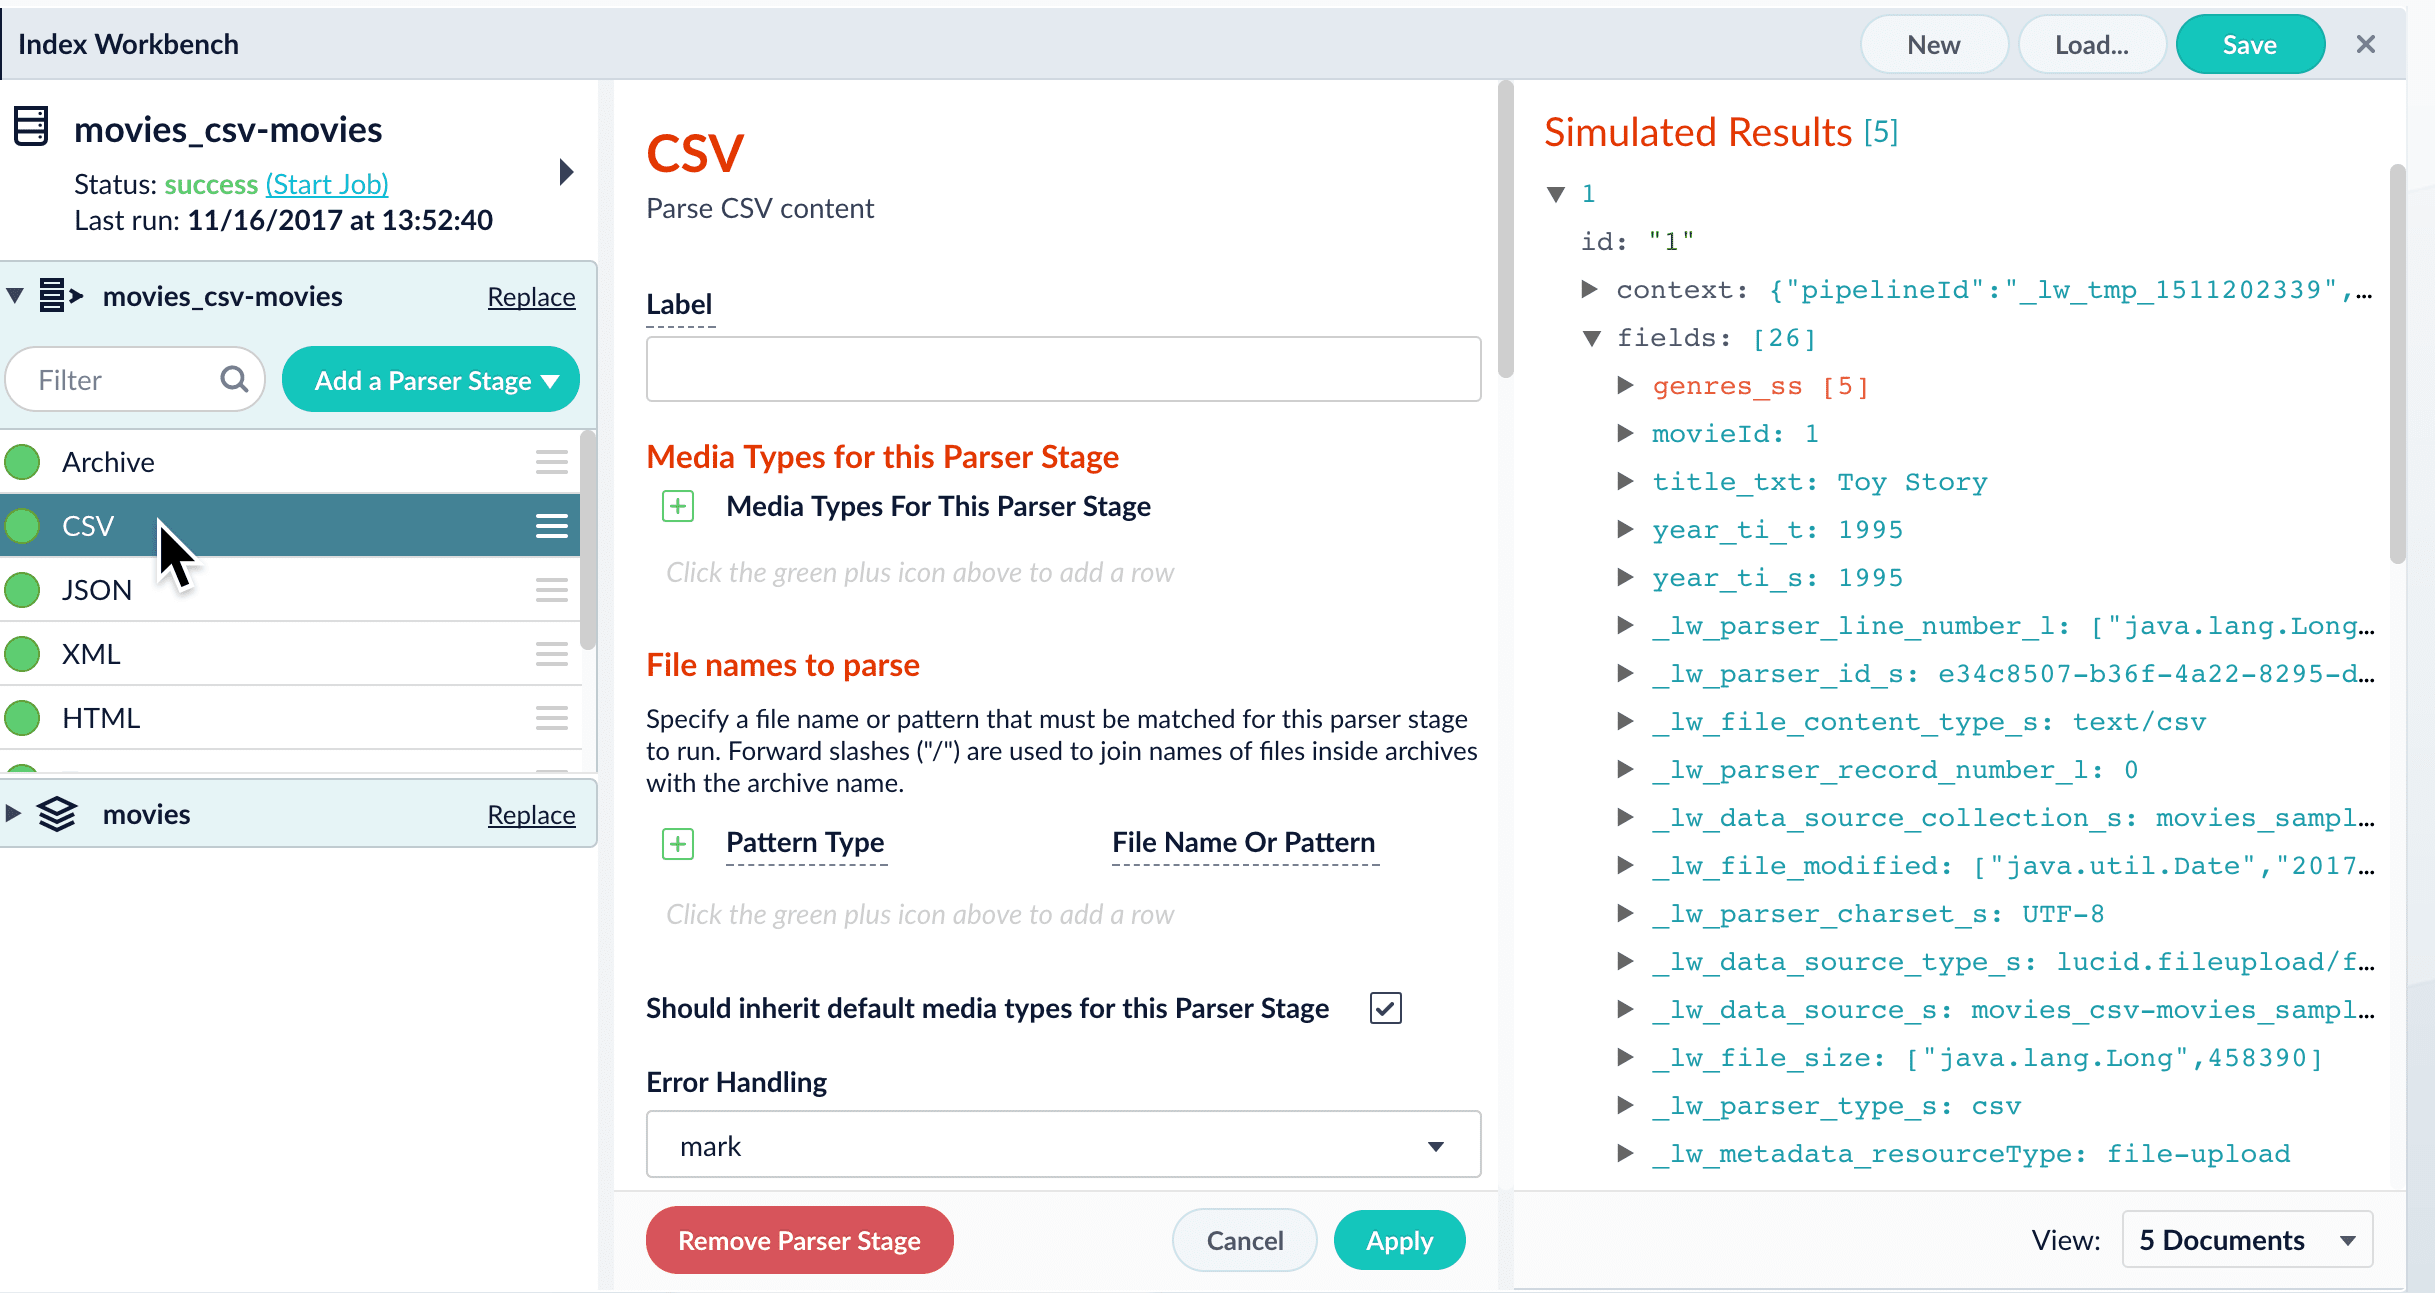 Index Workbench
New
Load...
Save
movies_csv-movies
Status: success (Start Job)
Last run: 11/16/2017 at 13:52:40
movies_csv-movies
Replace
Filter
Add a Parser Stage
Archive
CSV
JSON
XML
HTML
movies
Replace
CSV
Parse CSV content
Label
Media Types for this Parser Stage
Media Types For This Parser Stage
Click the green plus icon above to add a row
File names to parse
Specify a file name or pattern that must be matched for this parser stage
to run. Forward slashes ("/") are used to join names of files inside archives
with the archive name.
Pattern Type
File Name Or Pattern
Click the green plus icon above to add a row
Should inherit default media types for this Parser Stage
Error Handling
mark
Remove Parser Stage
Cancel
Apply
Simulated Results [5]
1
id: "1"
context: {"pipelineId":"_lw_tmp_1511202339",...
fields: [26]
genres_ss [5]
movieId: 1
title_txt: Toy Story
year_ti_t: 1995
year_ti_s: 1995
_lw_parser_line_number_l: ["java.lang.Long...
_lw_parser_id_s: e34c8507-b36f-4a22-8295-d...
_lw_file_content_type_s: text/csv
_lw_parser_record_number_l: 0
_lw_data_source_collection_s: movies_sampl...
_lw_file_modified: ["java.util.Date","2017...
_lw_parser_charset_s: UTF-8
_lw_data_source_type_s: lucid.fileupload/f...
_lw_data_source_s: movies_csv-movies_sampl...
_lw_file_size: ["java.lang.Long",458390]
_lw_parser_type_s: csv
_lw_metadata_resourceType: file-upload
View:
5 Documents